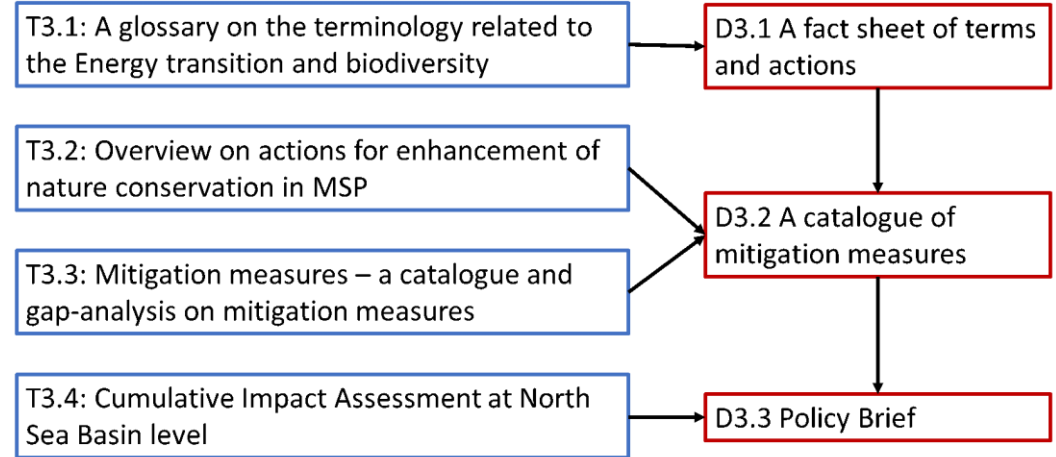 T3.1: A glossary on the terminology related to
the Energy transition and biodiversity
D3.1 A fact sheet of terms
and actions
T3.2: Overview on actions for enhancement of
nature conservation in MSP
T3.3: Mitigation measures – a catalogue and
gap-analysis on mitigation measures
D3.2 A catalogue of
mitigation measures
T3.4: Cumulative Impact Assessment at North
Sea Basin level
D3.3 Policy Brief